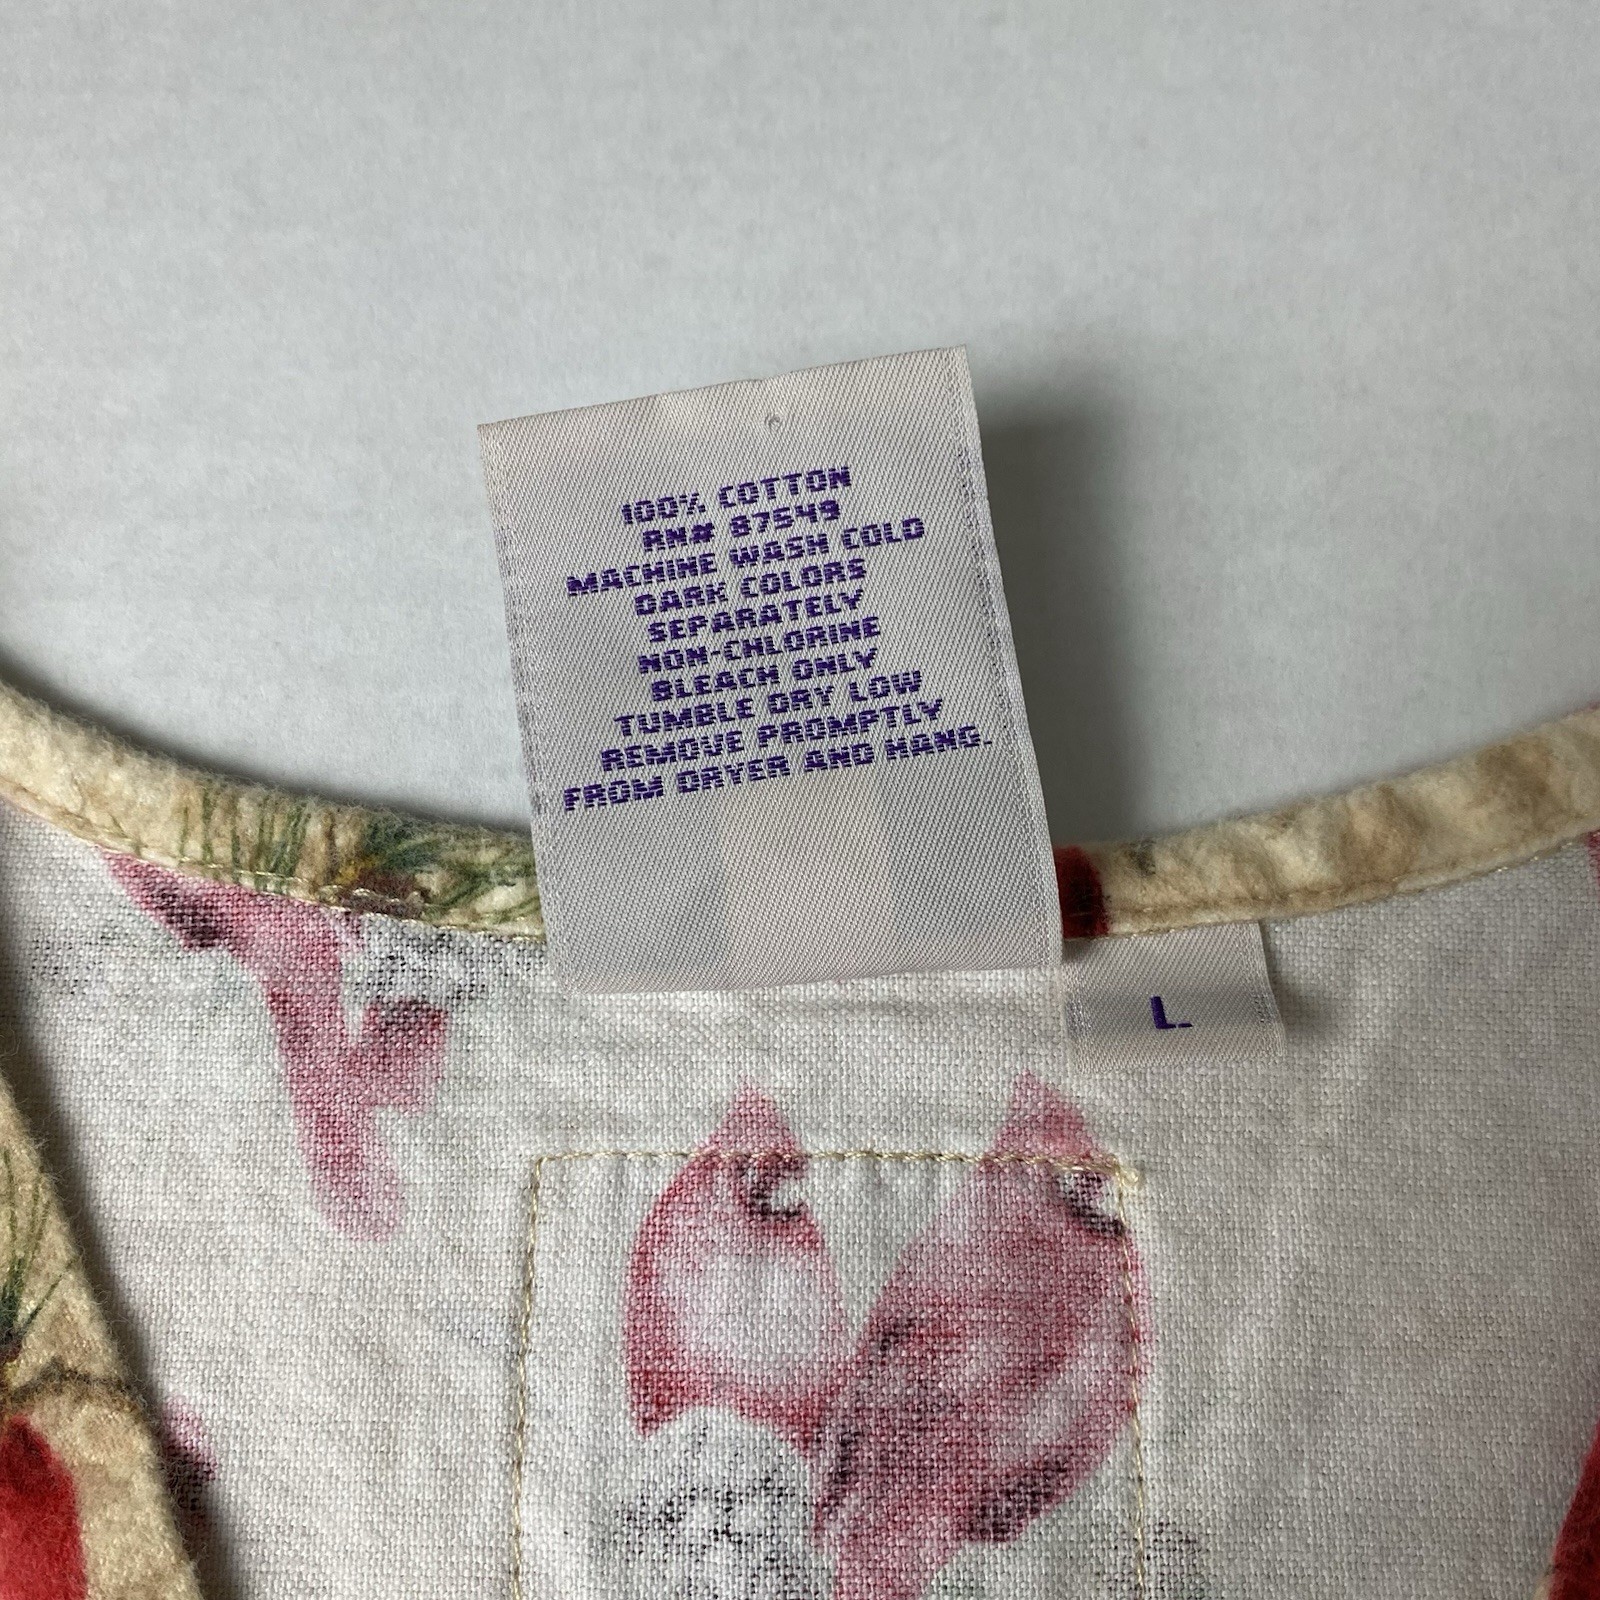 100% COTTON
RN# 87549
MACHINE WASH COLD
DARK COLORS
SEPARATELY
NON-CHLORINE
BLEACH ONLY
TUMBLE DRY LOW
REMOVE PROMPTLY
FROM DRYER AND HANG.
L